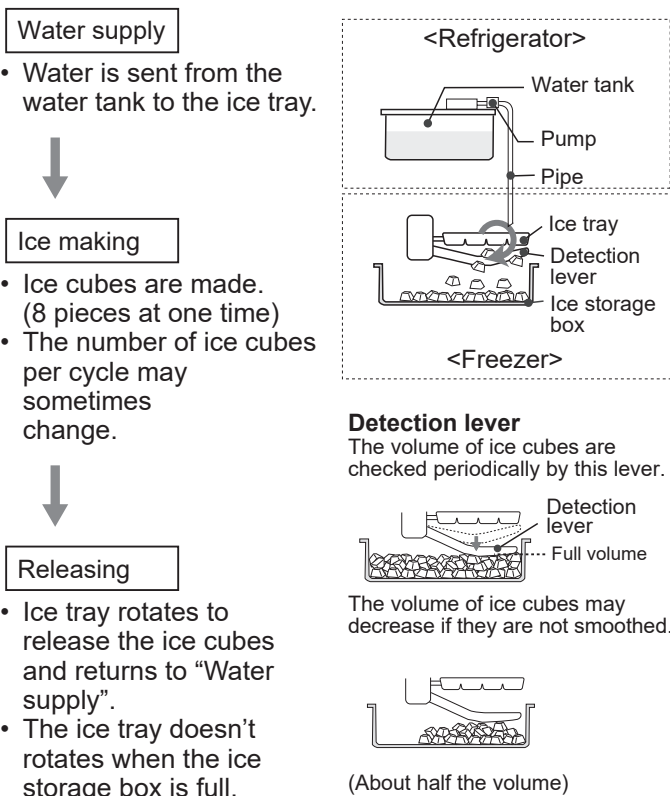 Water supply
• Water is sent from the
water tank to the ice tray.
Ice making
• Ice cubes are made.
(8 pieces at one time)
• The number of ice cubes
per cycle may
sometimes
change.
Releasing
• Ice tray rotates to
release the ice cubes
and returns to “Water
supply”.
• The ice tray doesn’t
rotates when the ice
storage box is full.
<Refrigerator>
Water tank
Pump
Pipe
Ice tray
Detection
lever
Ice storage
box
<Freezer>
Detection lever
The volume of ice cubes are
checked periodically by this lever.
Detection
lever
Full volume
The volume of ice cubes may
decrease if they are not smoothed.
(About half the volume)